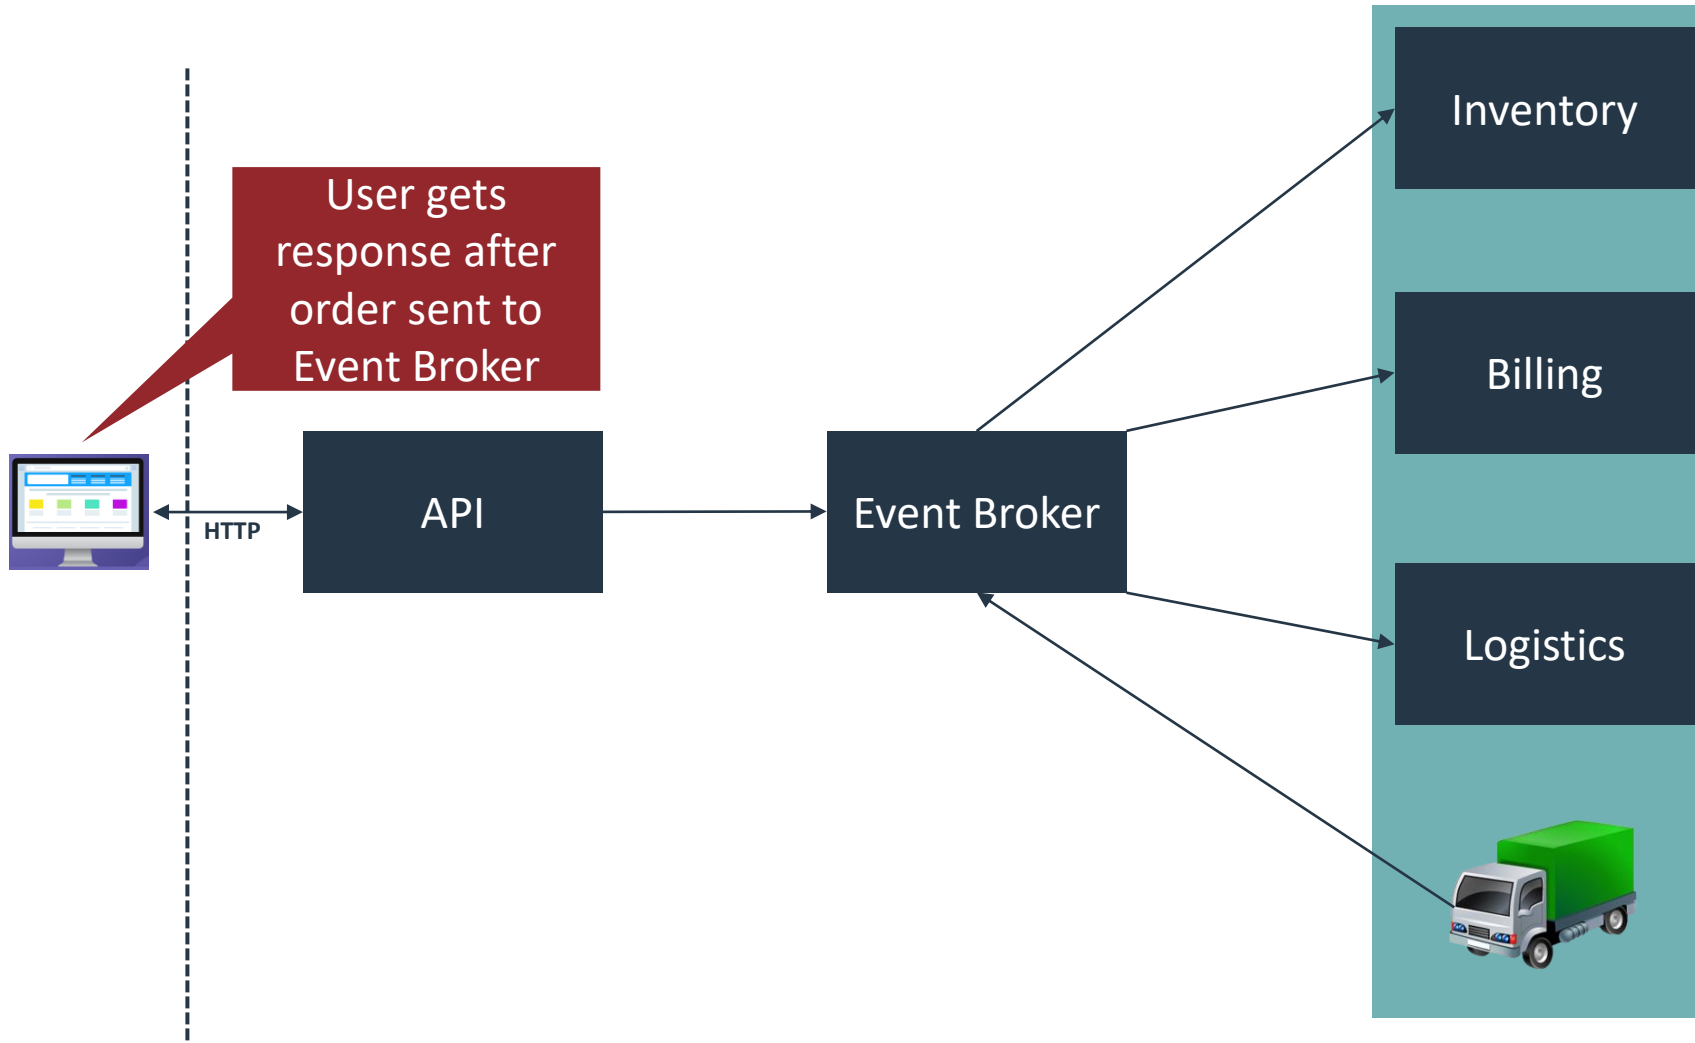 User gets
response after
order sent to
Event Broker
HTTP
API
Event Broker
Inventory
Billing
Logistics